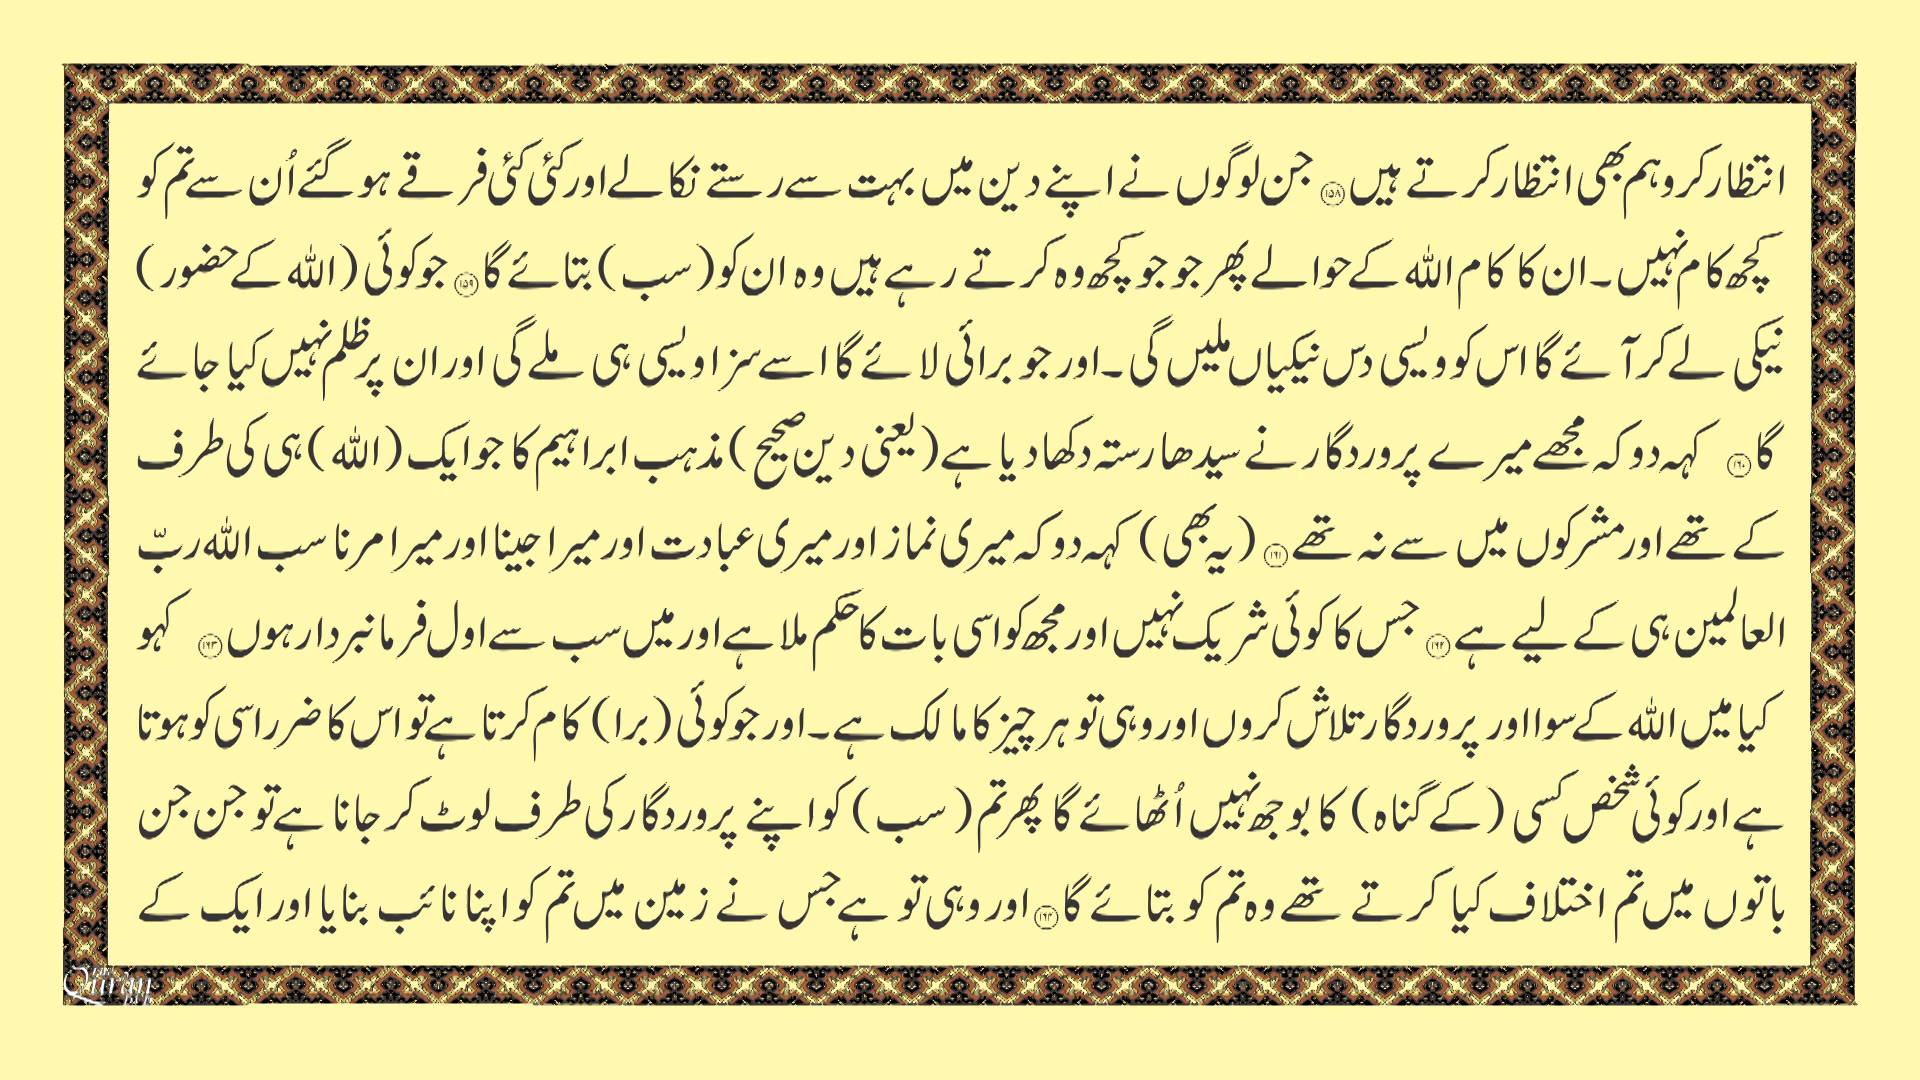 انتظار کرو ہم بھی انتظار کرتے ہیں ﴿۱۵۸﴾ جن لوگوں نے اپنے دین میں بہت سے رستے نکالے اور کئی کئی فرقے ہو گئے اُن سے تم کو
کچھ کام نہیں۔ ان کا کام اللہ کے حوالے پھر جو جو کچھ وہ کرتے رہے ہیں وہ ان کو (سب) بتائے گا ﴿۱۵۹﴾ جو کوئی (اللہ کے حضور)
نیکی لے کر آئے گا اس کو ویسی دس نیکیاں ملیں گی۔ اور جو برائی لائے گا اسے سزا ویسی ہی ملے گی اور ان پر ظلم نہیں کیا جائے
گا ﴿۱۶۰﴾ کہہ دو کہ مجھے میرے پروردگار نے سیدھا رستہ دکھا دیا ہے (یعنی دین صحیح) مذہب ابراہیم کا جو ایک (اللہ) ہی کی طرف
کے تھے اور مشرکوں میں سے نہ تھے ﴿۱۶۱﴾ (یہ بھی) کہہ دو کہ میری نماز اور میری عبادت اور میرا جینا اور میرا مرنا سب اللہ ربّ
العالمین ہی کے لیے ہے ﴿۱۶۲﴾ جس کا کوئی شریک نہیں اور مجھ کو اسی بات کا حکم ملا ہے اور میں سب سے اول فرمانبردار ہوں ﴿۱۶۳﴾ کہو
کیا میں اللہ کے سوا اور پروردگار تلاش کروں اور وہی تو ہر چیز کا مالک ہے۔ اور جو کوئی (برا) کام کرتا ہے تو اس کا ضرر اسی کو ہوتا
ہے اور کوئی شخص کسی (کے گناہ) کا بوجھ نہیں اُٹھائے گا پھر تم (سب) کو اپنے پروردگار کی طرف لوٹ کر جانا ہے تو جن جن
باتوں میں تم اختلاف کیا کرتے تھے وہ تم کو بتائے گا ﴿۱۶۴﴾ اور وہی تو ہے جس نے زمین میں تم کو اپنا نائب بنایا اور ایک کے
Quran